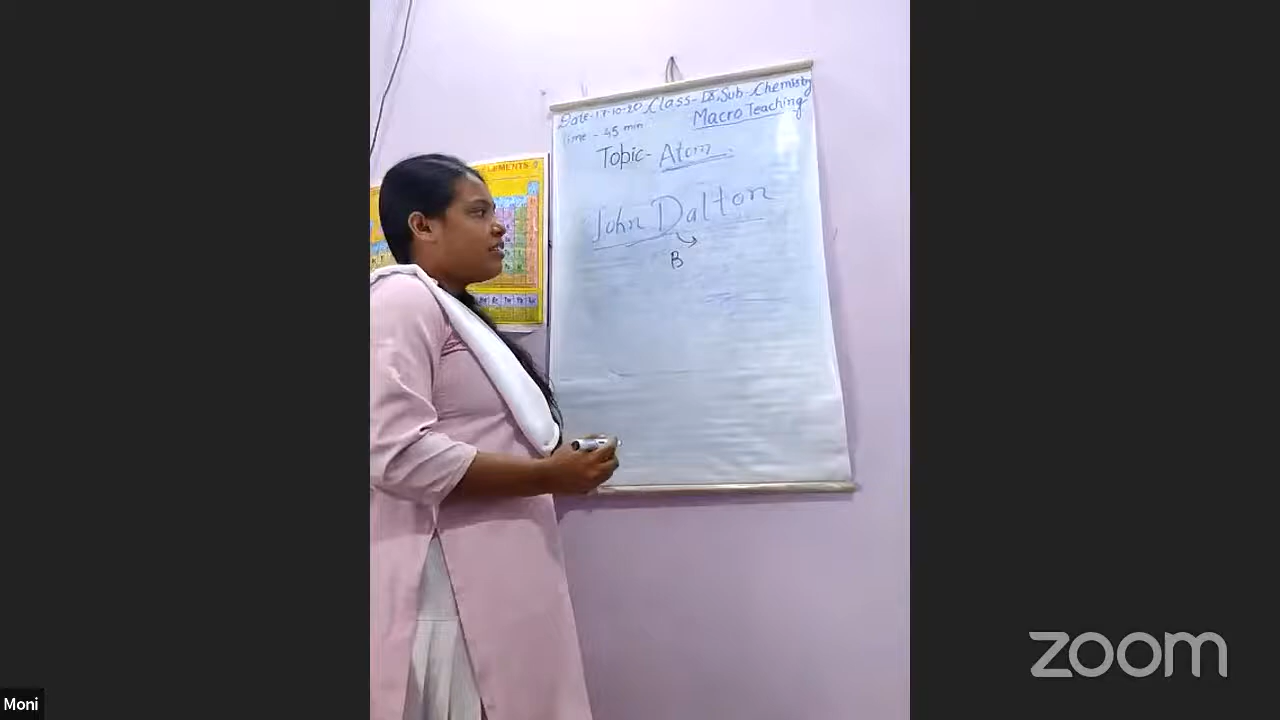 Date-17-10-20 Class-IX, Sub-Chemistry
Time - 45 min Macro Teaching
Topic- Atom
John Dalton
B
ELEMENTS
zoom
Moni